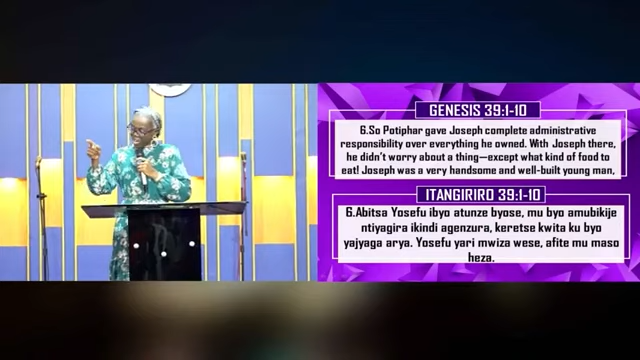 GENESIS 39:1-10
6.So Potiphar gave Joseph complete administrative
responsibility over everything he owned. With Joseph there,
he didn't worry about a thing—except what kind of food to
eat! Joseph was a very handsome and well-built young man,
ITANGIRIRO 39:1-10
6.Abitsa Yosefu ibyo atunze byose, mu byo amubikije
ntiyagira ikindi agenzura, keretse kwita ku byo
yajyaga arya. Yosefu yari mwiza wese, afite mu maso
heza.